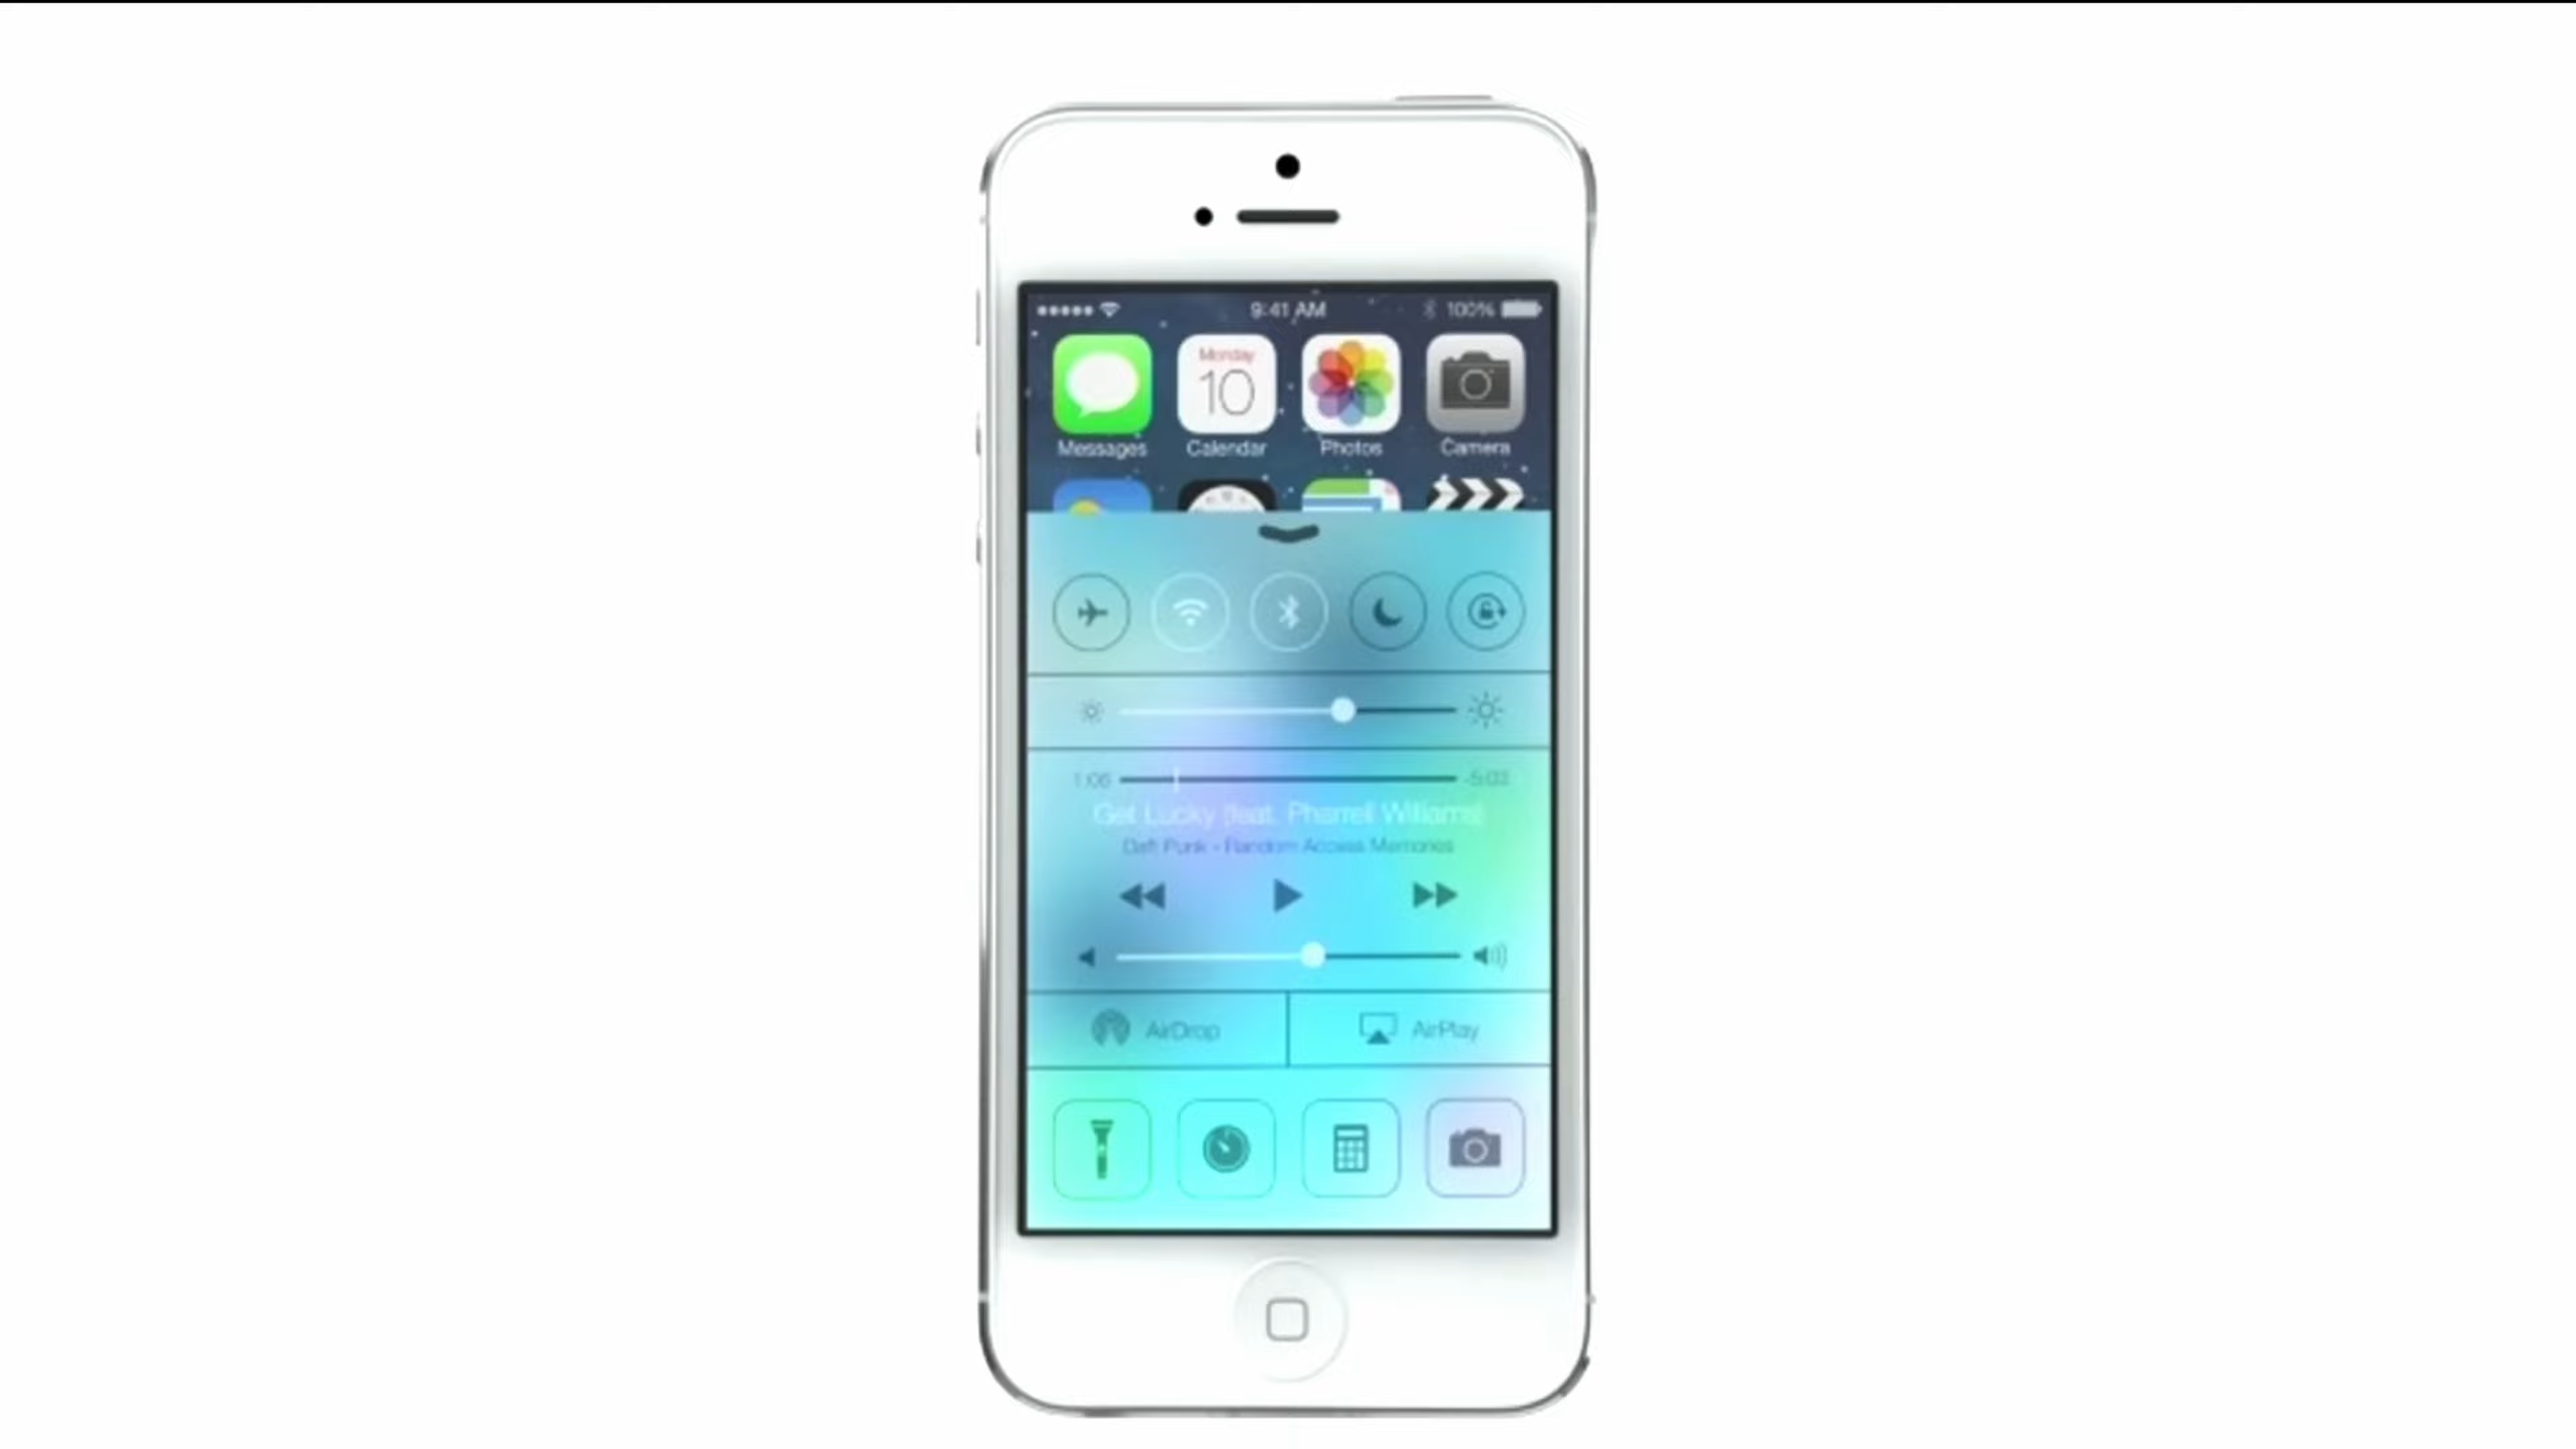 9:41 AM 100%
Monday
10
Messages Calendar Photos Camera
1:06 -5:03
Get Lucky (feat. Pharrell Williams)
Daft Punk - Random Access Memories
AirDrop AirPlay